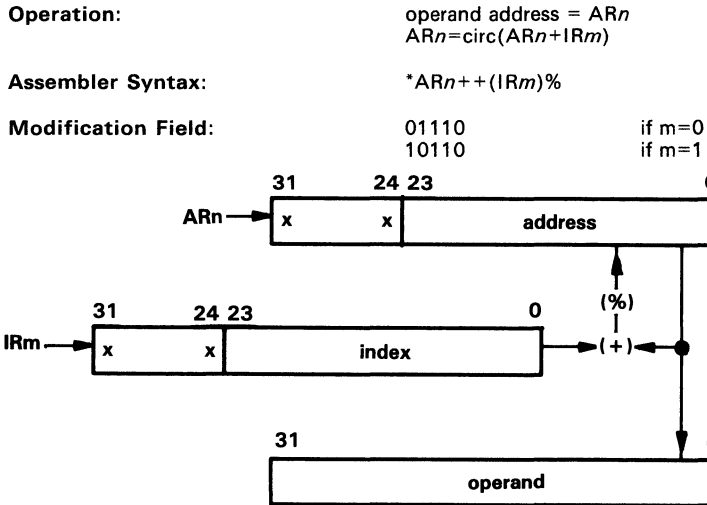 Operation: operand address = ARn
ARn=circ(ARn+IRm)
Assembler Syntax: *ARn++(IRm)%
Modification Field: 01110 if m=0
10110 if m=1
31 24 23
ARn x x address
(%)
31 24 23 0
IRm x x index (+)
31
operand